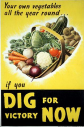 Your own vegetables
all the year round...
if you
DIG FOR
VICTORY NOW